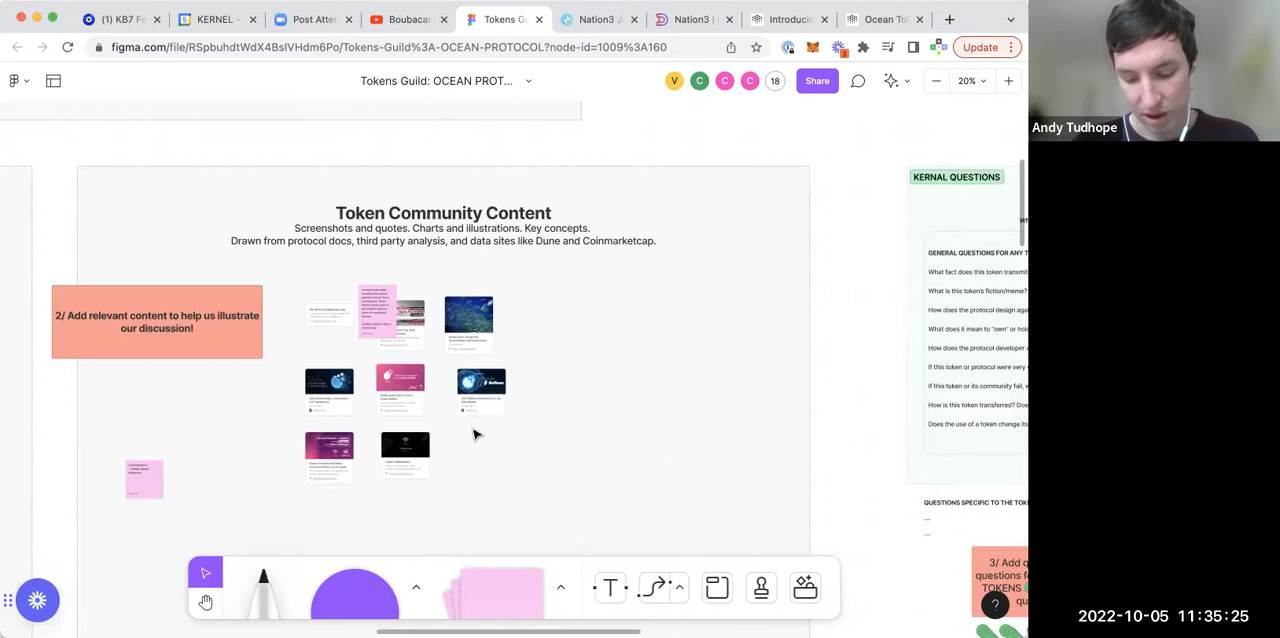 (1) KB7 Fe
KERNEL -
Post Atter
Boubacar
Tokens G
Nation3 J
Nation3 |
Introducin
Ocean To
figma.com/file/RSpbuhdtWdX4BslVHdm6Po/Tokens-Guild%3A-OCEAN-PROTOCOL?node-id=1009%3A160
3
Update
Tokens Guild: OCEAN PROT...
V
C
C
C
18
Share
20%
Andy Tudhope
KERNAL QUESTIONS
Token Community Content
Screenshots and quotes. Charts and illustrations. Key concepts.
Drawn from protocol docs, third party analysis, and data sites like Dune and Coinmarketcap.
2/ Add relevant content to help us illustrate
our discussion!
GENERAL QUESTIONS FOR ANY T
What fact does this token transmit
What is this token's fiction/meme?
How does the protocol design aga
What does it mean to "own" or hold
How does the protocol developer a
If this token or protocol were very
If this token or its community fail, w
How is this token transferred? Doe
Does the use of a token change its
QUESTIONS SPECIFIC TO THE TOK
...
...
3/ Add q
questions f
TOKENS
qu
T
?
2022-10-05 11:35:25